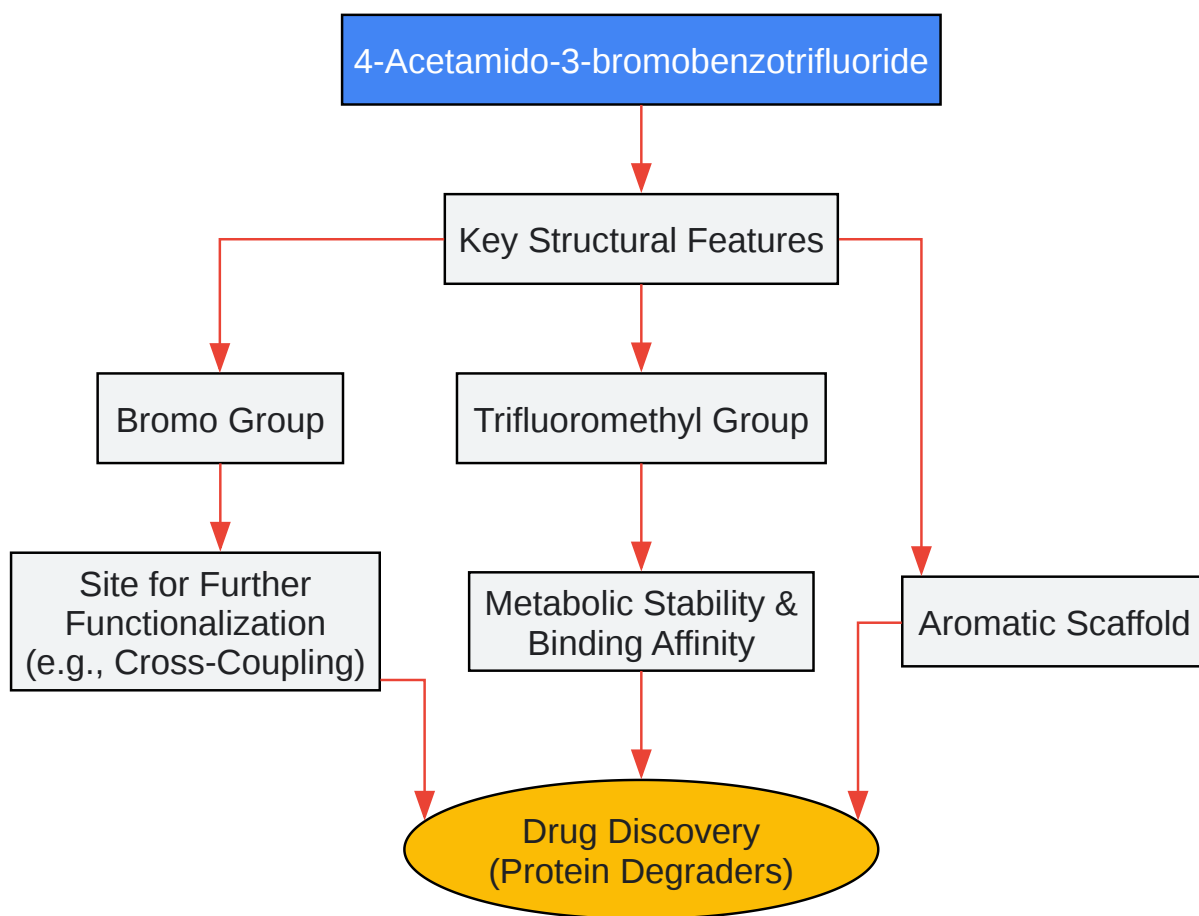 4-Acetamido-3-bromobenzotrifluoride
Key Structural Features
Bromo Group
Trifluoromethyl Group
Site for Further
Functionalization
(e.g., Cross-Coupling)
Metabolic Stability &
Binding Affinity
Aromatic Scaffold
Drug Discovery
(Protein Degraders)